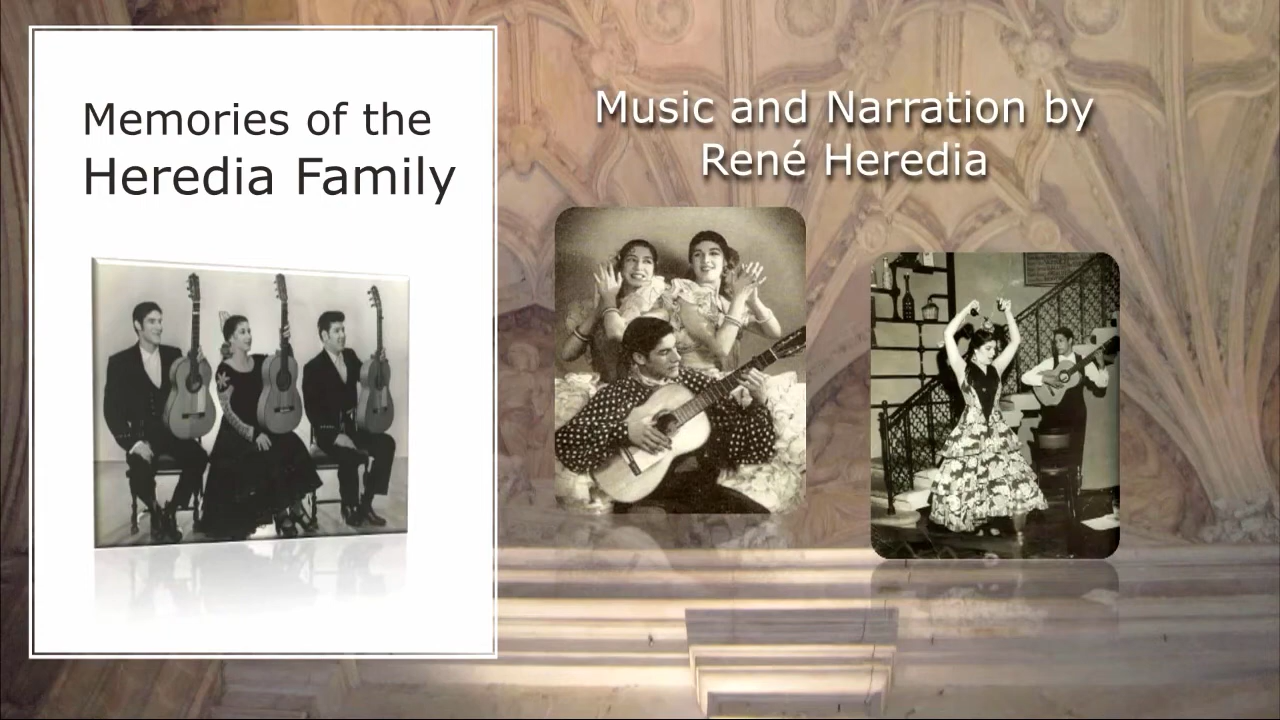 Memories of the
Heredia Family
Music and Narration by
René Heredia